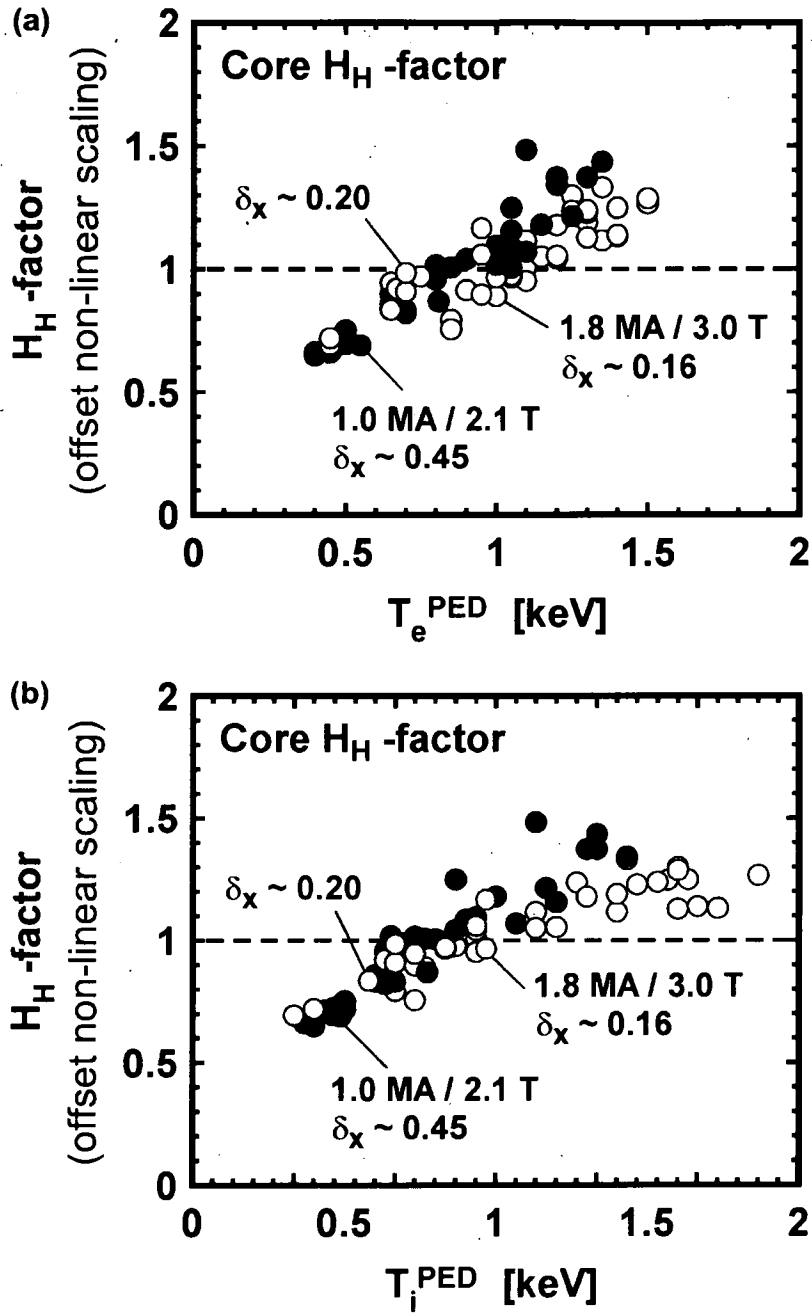 (a)
2
Core H_H -factor
1.5
δ_x ~ 0.20
H_H -factor
(offset non-linear scaling)
1
1.8 MA / 3.0 T
δ_x ~ 0.16
0.5
1.0 MA / 2.1 T
δ_x ~ 0.45
0
0 0.5 1 1.5 2
T_e^PED [keV]
(b)
2
Core H_H -factor
1.5
δ_x ~ 0.20
H_H -factor
(offset non-linear scaling)
1
1.8 MA / 3.0 T
δ_x ~ 0.16
0.5
1.0 MA / 2.1 T
δ_x ~ 0.45
0
0 0.5 1 1.5 2
T_i^PED [keV]